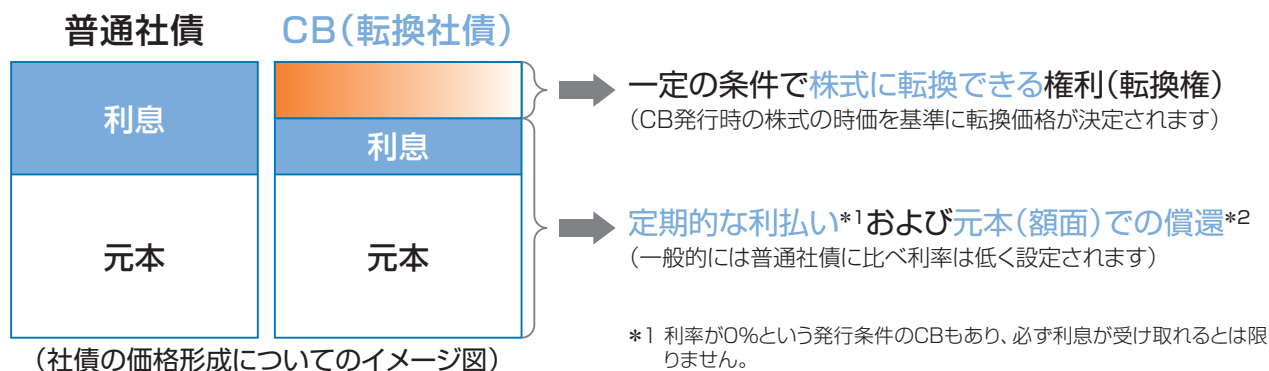 普通社債
CB（転換社債）
利息
元本
利息
元本
一定の条件で株式に転換できる権利（転換権）
（CB発行時の株式の時価を基準に転換価格が決定されます）
定期的な利払い*1および元本（額面）での償還*2
（一般的には普通社債に比べ利率は低く設定されます）
*1 利率が0%という発行条件のCBもあり、必ず利息が受け取れるとは限
りません。
（社債の価格形成についてのイメージ図）